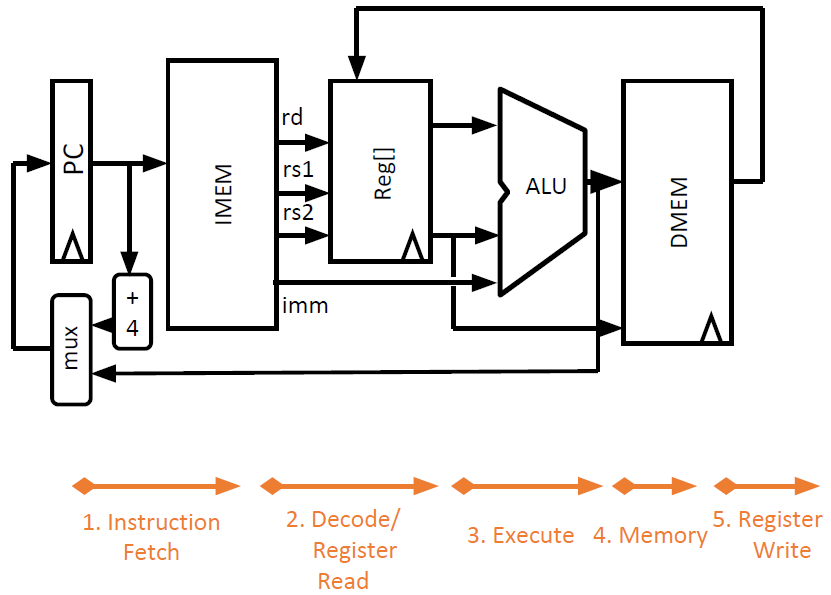 PC
IMEM
rd
rs1
rs2
imm
Reg[]
ALU
DMEM
+
4
mux
1. Instruction
Fetch
2. Decode/
Register
Read
3. Execute
4. Memory
5. Register
Write